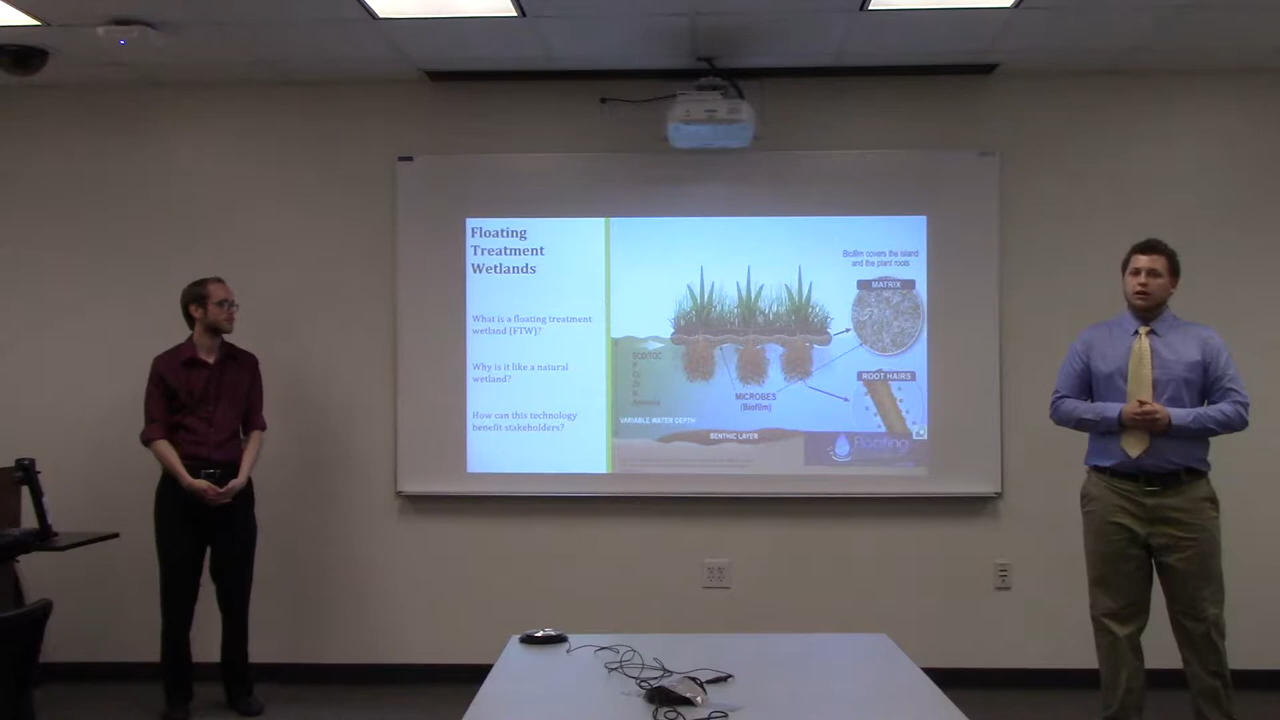 Floating
Treatment
Wetlands
What is a floating treatment
wetland (FTW)?
Why is it like a natural
wetland?
How can this technology
benefit stakeholders?
Biofilm covers the island
and the plant roots
MATRIX
ROOT HAIRS
MICROBES
(Biofilm)
VARIABLE WATER DEPTH
BENTHIC LAYER
Floating